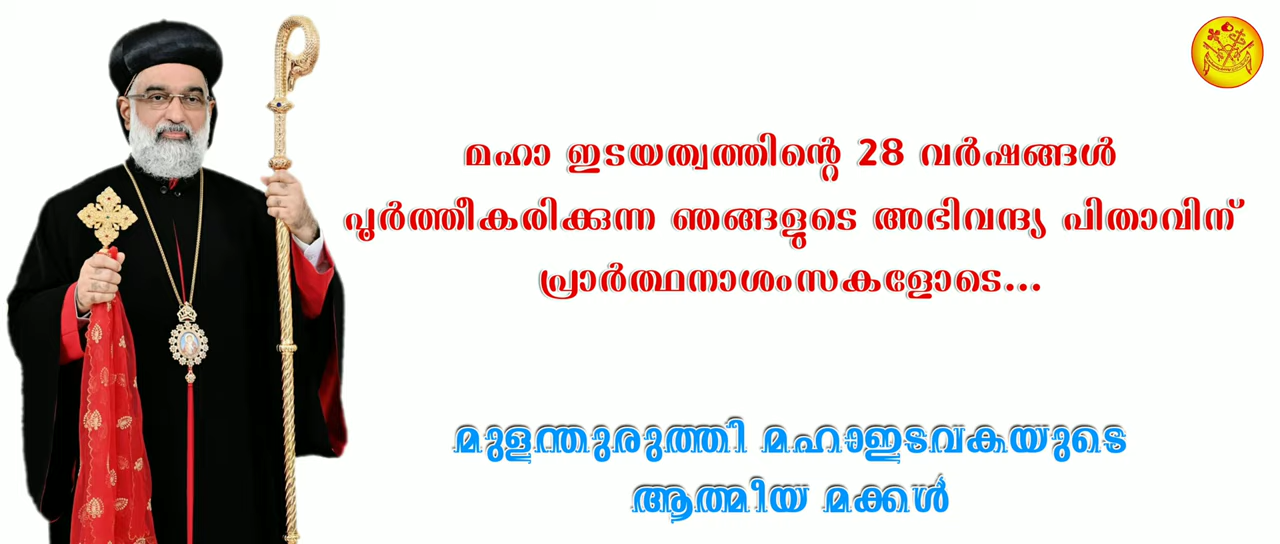 മഹാ ഇടയത്വത്തിന്റെ 28 വർഷങ്ങൾ
പൂർത്തീകരിക്കുന്ന ഞങ്ങളുടെ അഭിവന്ദ്യ പിതാവിന്
പ്രാർത്ഥനാശംസകളോടെ...
മുളന്തുരുത്തി മഹാഇടവകയുടെ
ആത്മീയ മക്കൾ